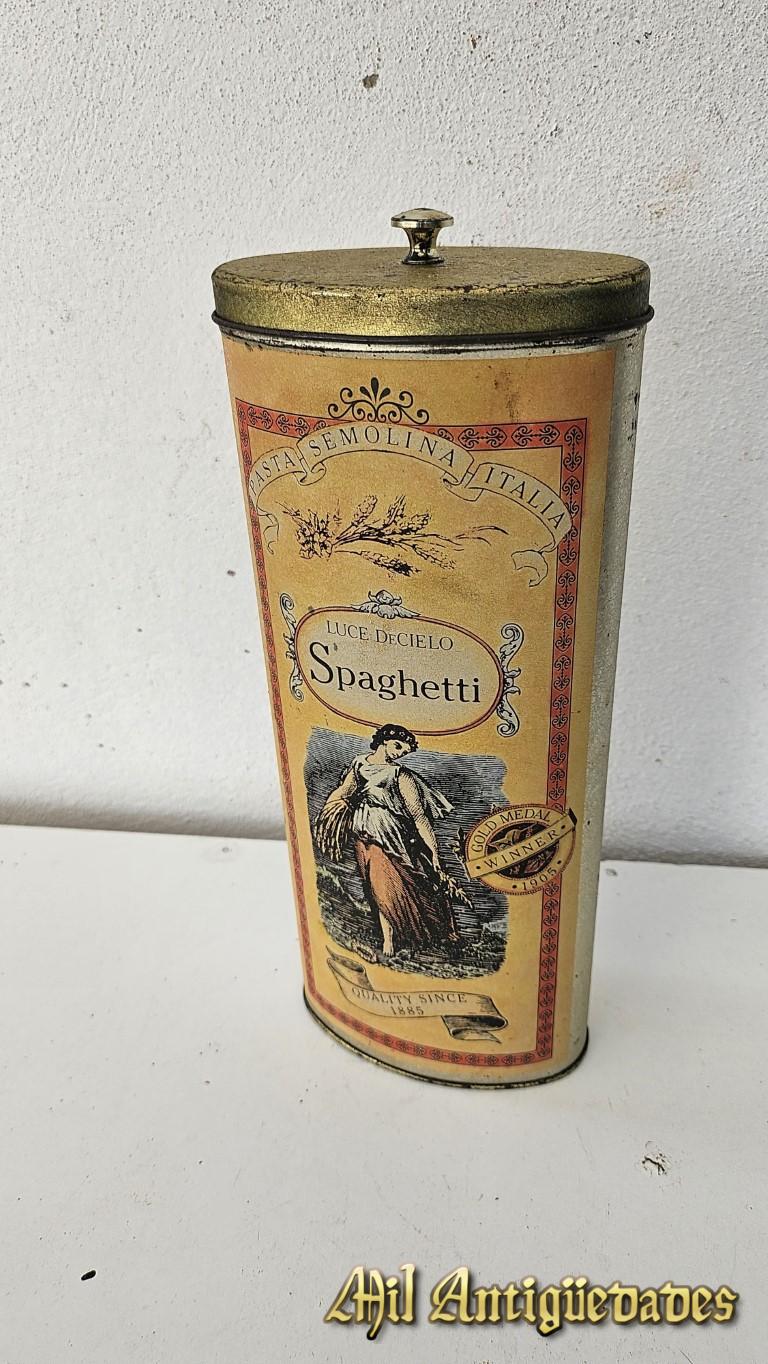 PASTA SEMOLINA ITALIA
LUCE DECIELO
Spaghetti
GOLD MEDAL
WINNER
1905
QUALITY SINCE
1885
Mil Antigüedades